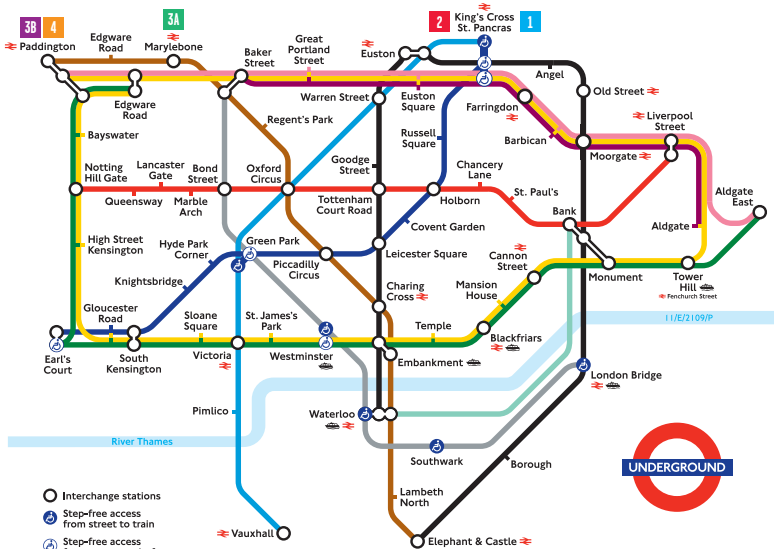 3B 4
3A
2
King's Cross
St. Pancras
1
Paddington
Edgware
Road
Marylebone
Baker
Street
Great
Portland
Street
Euston
Angel
Old Street
Edgware
Road
Warren Street
Euston
Square
Farringdon
Liverpool
Street
Bayswater
Regent's Park
Russell
Square
Barbican
Moorgate
Notting
Hill Gate
Lancaster
Gate
Bond
Street
Oxford
Circus
Goodge
Street
Chancery
Lane
Queensway
Marble
Arch
Tottenham
Court Road
Holborn
St. Paul's
Aldgate
East
Bank
High Street
Kensington
Hyde Park
Corner
Green Park
Covent Garden
Aldgate
Knightsbridge
Piccadilly
Circus
Leicester Square
Cannon
Street
Monument
Tower
Hill
Fenchurch Street
Charing
Cross
Mansion
House
Gloucester
Road
Sloane
Square
St. James's
Park
Temple
11/E/2109/P
Earl's
Court
South
Kensington
Victoria
Westminster
Embankment
Blackfriars
London Bridge
Pimlico
Waterloo
River Thames
Southwark
Borough
UNDERGROUND
Interchange stations
Step-free access
from street to train
Lambeth
North
Step-free access
Vauxhall
Elephant & Castle